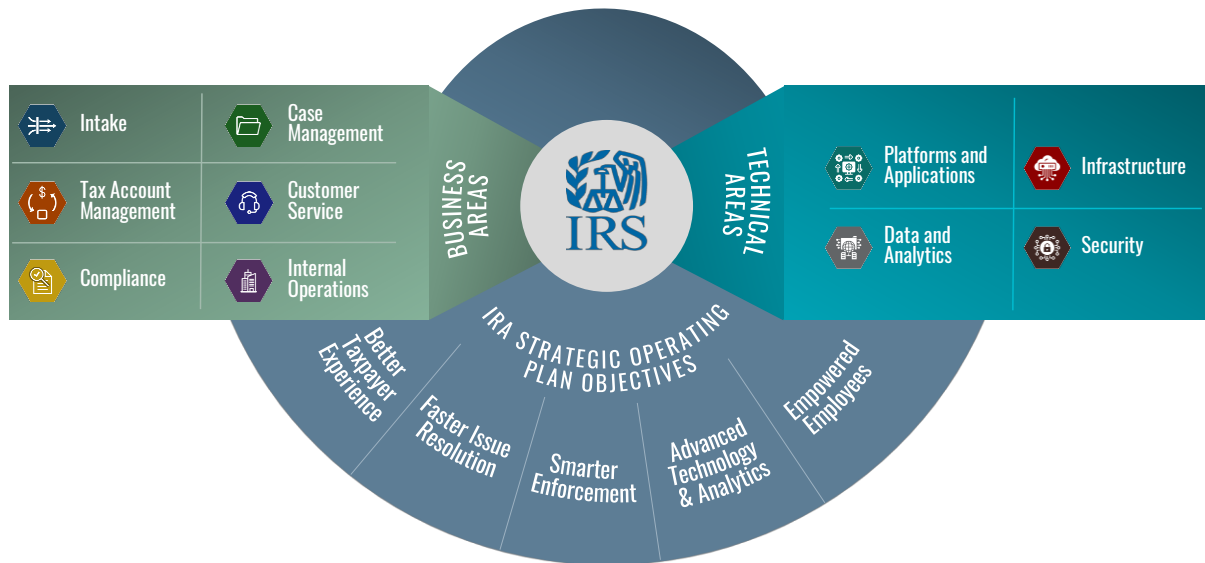 Intake
Case
Management
Tax Account
Management
Customer
Service
Compliance
Internal
Operations
BUSINESS
AREAS
IRS
TECHNICAL
AREAS
Platforms and
Applications
Infrastructure
Data and
Analytics
Security
IRA STRATEGIC OPERATING
PLAN OBJECTIVES
Better
Taxpayer
Experience
Faster Issue
Resolution
Smarter
Enforcement
Advanced
Technology
& Analytics
Empowered
Employees